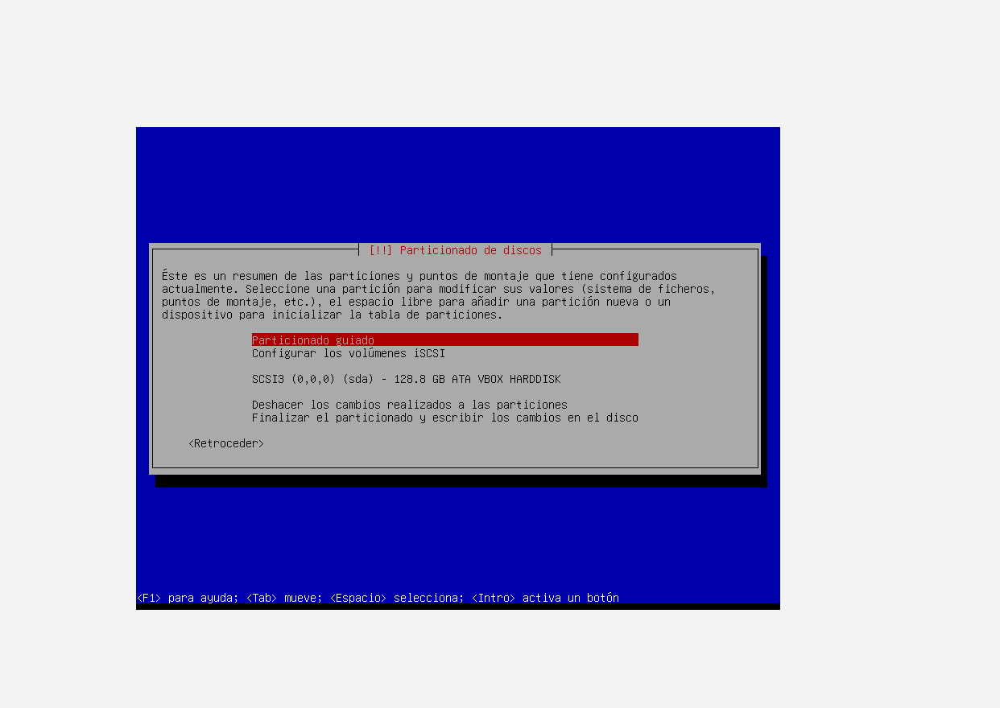 [!!] Particionado de discos
Éste es un resumen de las particiones y puntos de montaje que tiene configurados
actualmente. Seleccione una partición para modificar sus valores (sistema de ficheros,
puntos de montaje, etc.), el espacio libre para añadir una partición nueva o un
dispositivo para inicializar la tabla de particiones.
Particionado guiado
Configurar los volúmenes iSCSI
SCSI3 (0,0,0) (sda) - 128.8 GB ATA VBOX HARDDISK
Deshacer los cambios realizados a las particiones
Finalizar el particionado y escribir los cambios en el disco
<Retroceder>
<F1> para ayuda; <Tab> mueve; <Espacio> selecciona; <Intro> activa un botón